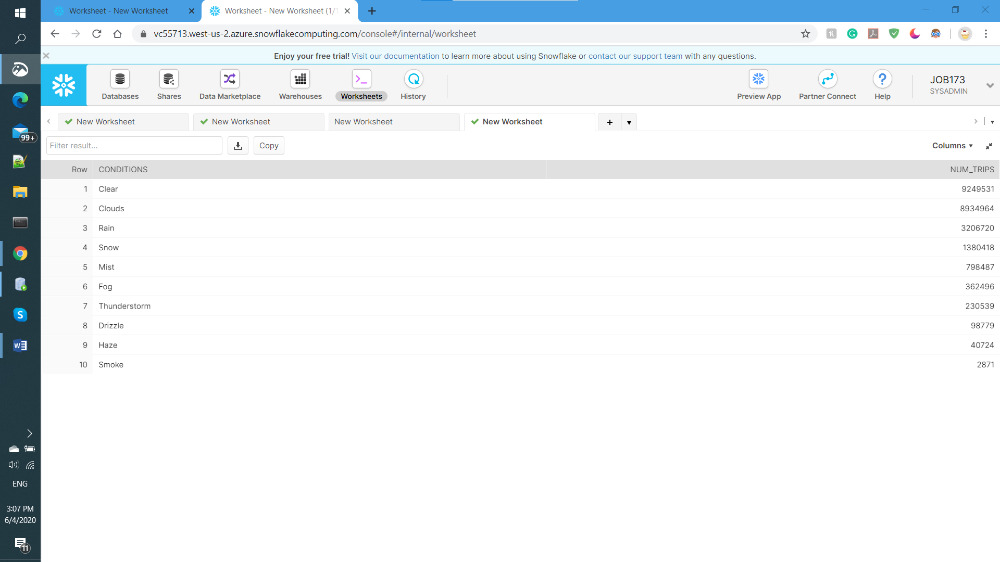 Worksheet - New Worksheet
Worksheet - New Worksheet (1/1
vc55713.west-us-2.azure.snowflakecomputing.com/console#/internal/worksheet
Enjoy your free trial! Visit our documentation to learn more about using Snowflake or contact our support team with any questions.
Databases
Shares
Data Marketplace
Warehouses
Worksheets
History
Preview App
Partner Connect
Help
JOB173
SYSADMIN
New Worksheet
New Worksheet
New Worksheet
New Worksheet
Filter result...
Copy
Columns
Row CONDITIONS NUM_TRIPS
1 Clear 9249531
2 Clouds 8934964
3 Rain 3206720
4 Snow 1380418
5 Mist 798487
6 Fog 362496
7 Thunderstorm 230539
8 Drizzle 98779
9 Haze 40724
10 Smoke 2871
99+
ENG
3:07 PM
6/4/2020
11